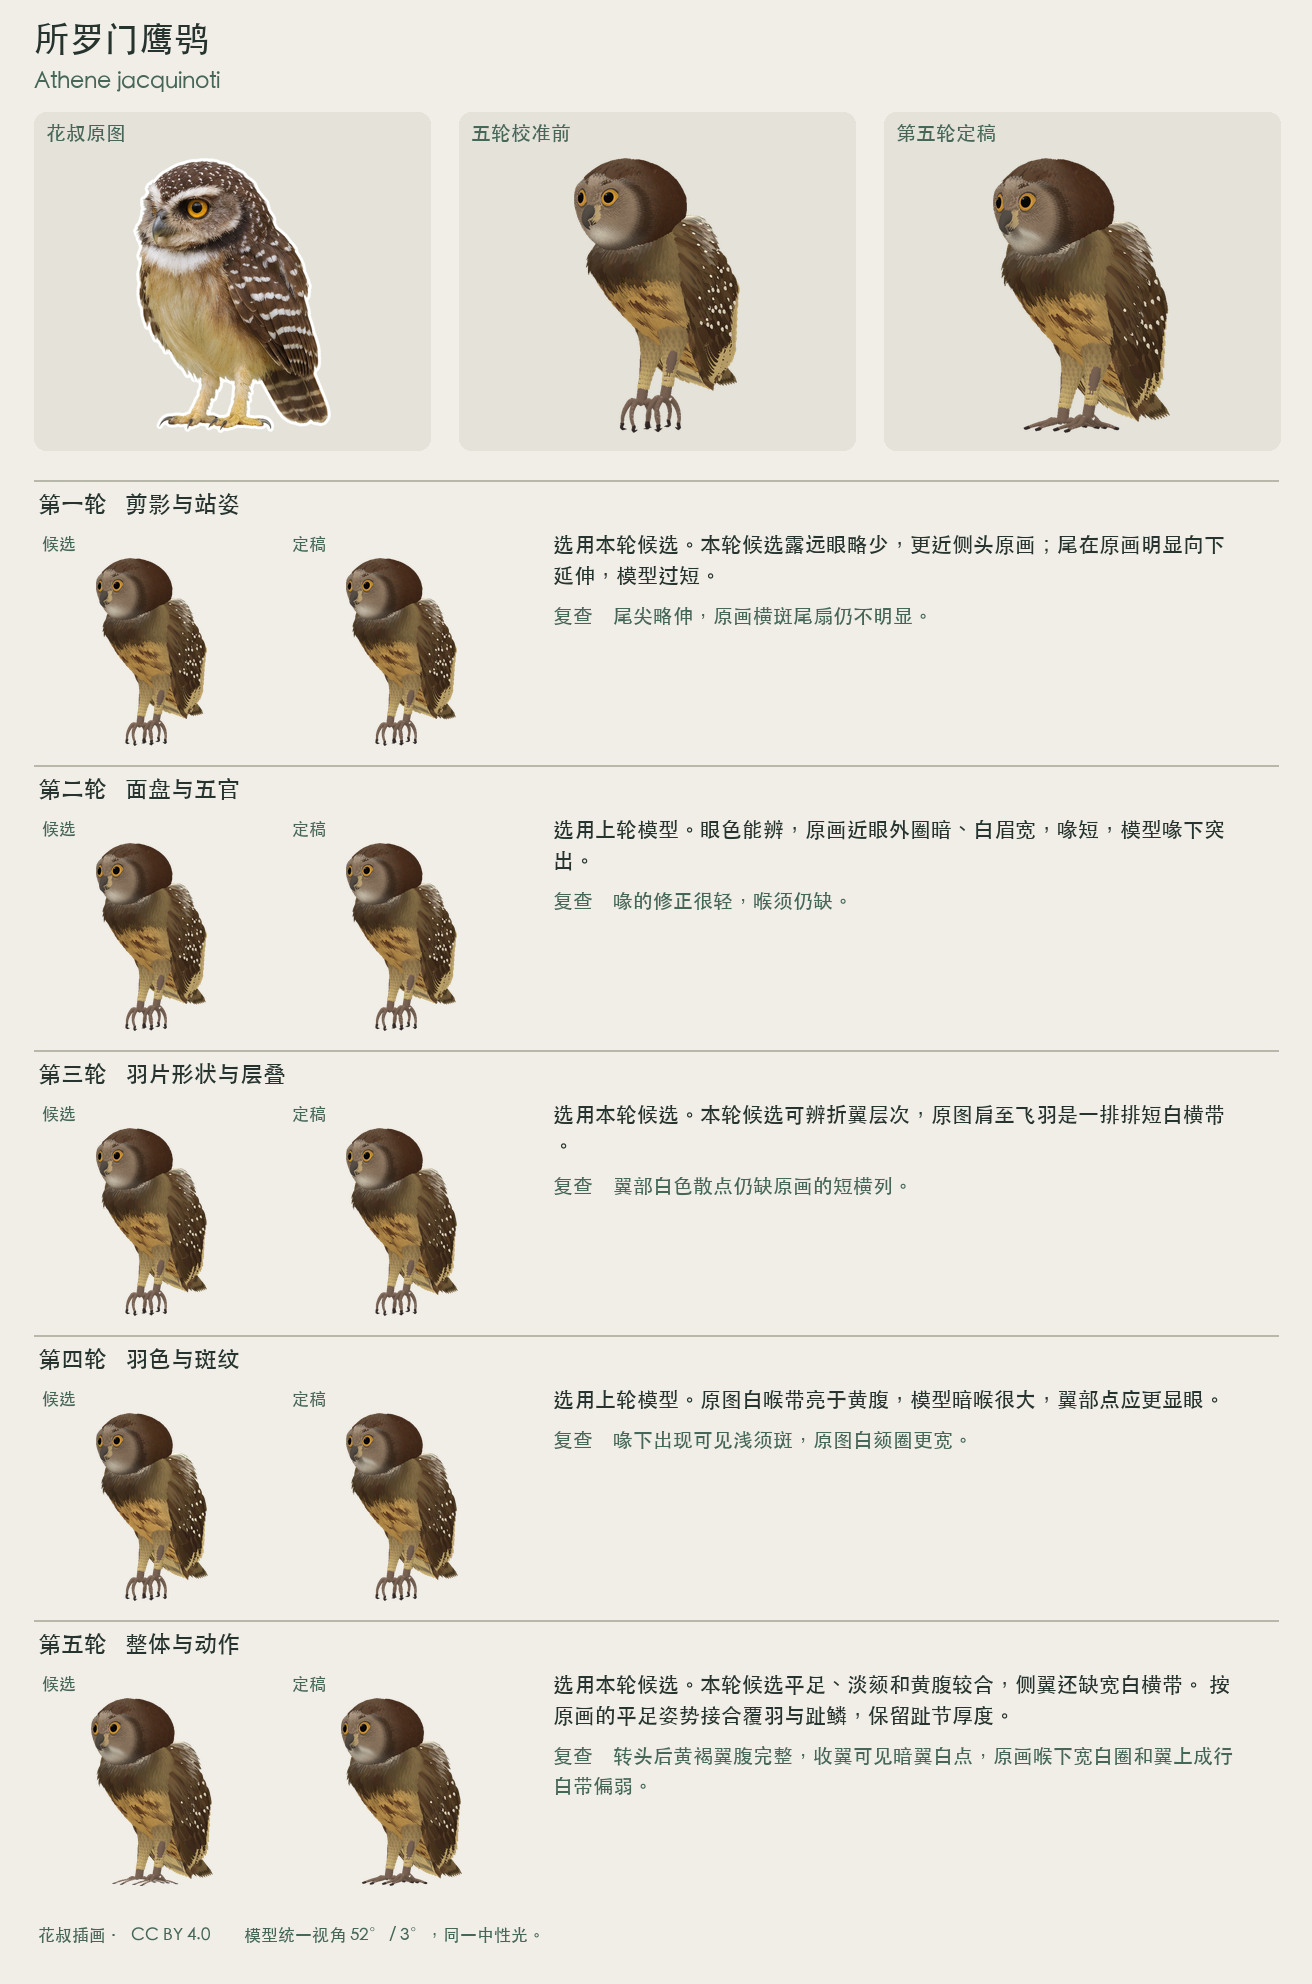 所罗门鹰鸮
Athene jacquinoti
花叔原图
五轮校准前
第五轮定稿
第一轮 剪影与站姿
候选
定稿
选用本轮候选。本轮候选露远眼略少，更近侧头原画；尾在原画明显向下
延伸，模型过短。
复查 尾尖略伸，原画横斑尾扇仍不明显。
第二轮 面盘与五官
候选
定稿
选用上轮模型。眼色能辨，原画近眼外圈暗、白眉宽，喙短，模型喙下突
出。
复查 喙的修正很轻，喉须仍缺。
第三轮 羽片形状与层叠
候选
定稿
选用本轮候选。本轮候选可辨折翼层次，原图肩至飞羽是一排排短白横带
。
复查 翼部白色散点仍缺原画的短横列。
第四轮 羽色与斑纹
候选
定稿
选用上轮模型。原图白喉带亮于黄腹，模型暗喉很大，翼部点应更显眼。
复查 喙下出现可见浅须斑，原图白颏圈更宽。
第五轮 整体与动作
候选
定稿
选用本轮候选。本轮候选平足、淡颏和黄腹较合，侧翼还缺宽白横带。 按
原画的平足姿势接合覆羽与趾鳞，保留趾节厚度。
复查 转头后黄褐翼腹完整，收翼可见暗翼白点，原画喉下宽白圈和翼上成行
白带偏弱。
花叔插画 · CC BY 4.0 模型统一视角 52° / 3° ，同一中性光。